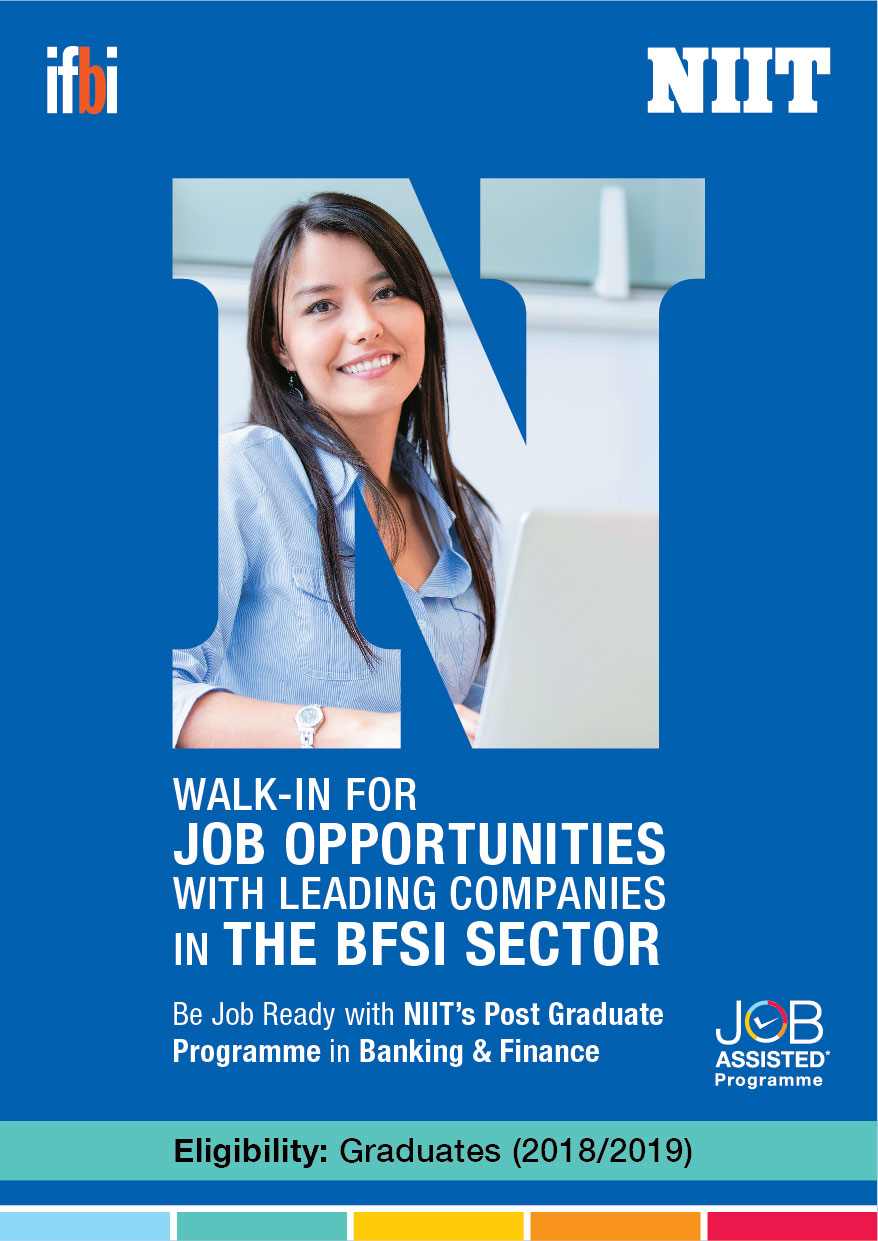 ifbi
NIIT
WALK-IN FOR
JOB OPPORTUNITIES
WITH LEADING COMPANIES
IN THE BFSI SECTOR
Be Job Ready with NIIT's Post Graduate
Programme in Banking & Finance
JOB
ASSISTED*
Programme
Eligibility: Graduates (2018/2019)